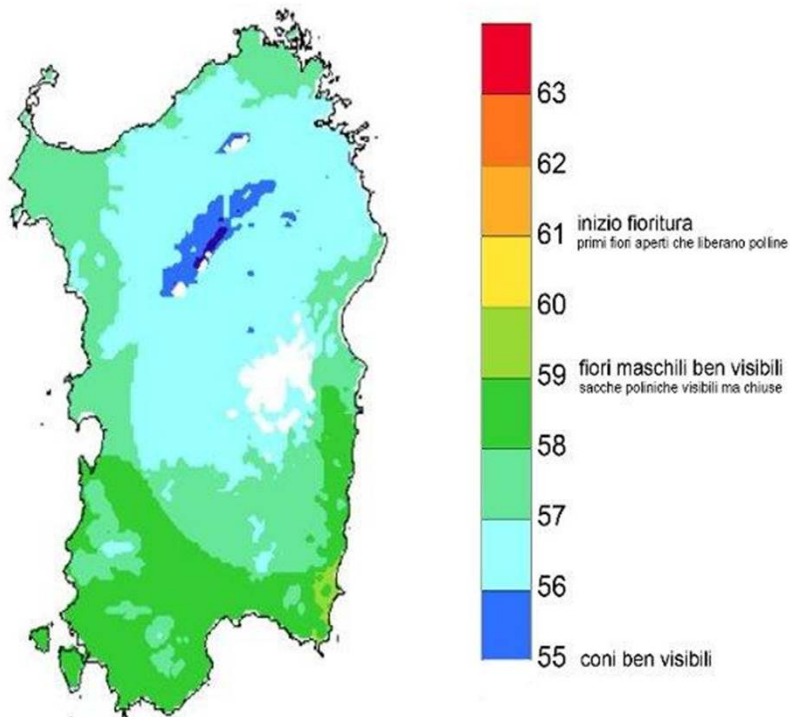 63
62
inizio fioritura
61 primi fiori aperti che liberano polline
60
fiori maschili ben visibili
59 sacche poliniche visibili ma chiuse
58
57
56
55 coni ben visibili